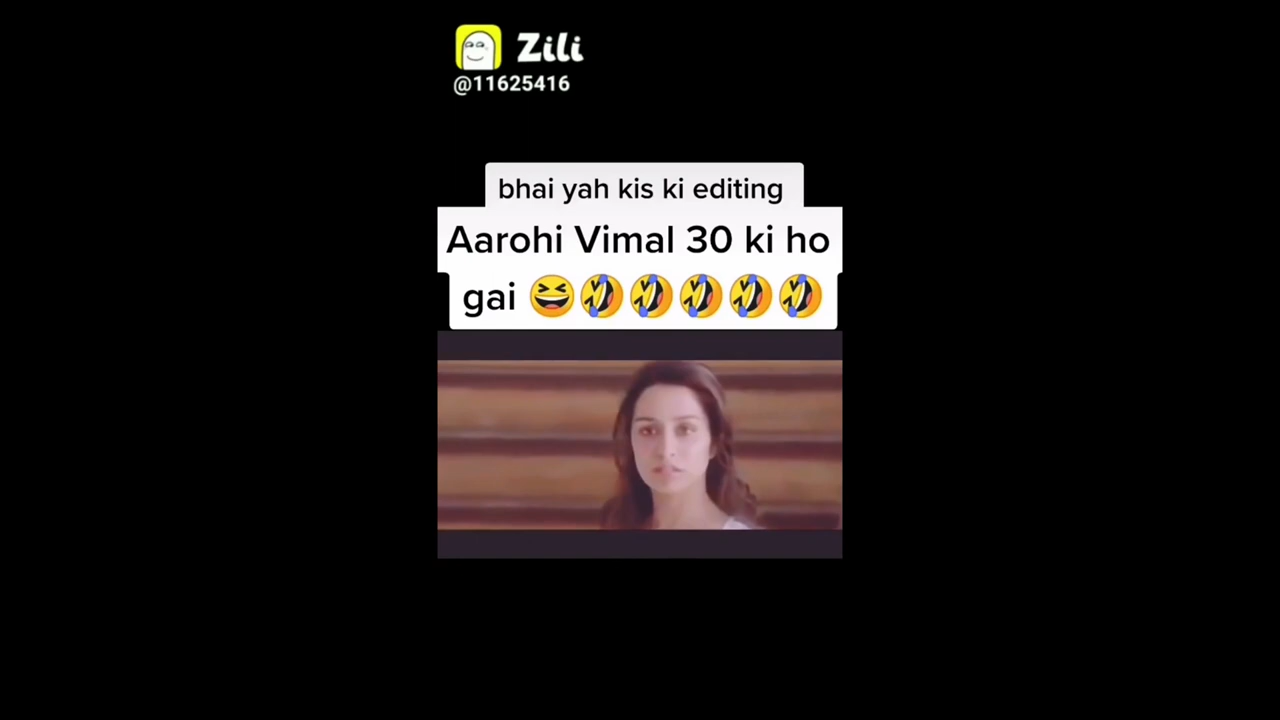 Zili
@11625416
bhai yah kis ki editing
Aarohi Vimal 30 ki ho
gai 😆🤣🤣🤣🤣🤣